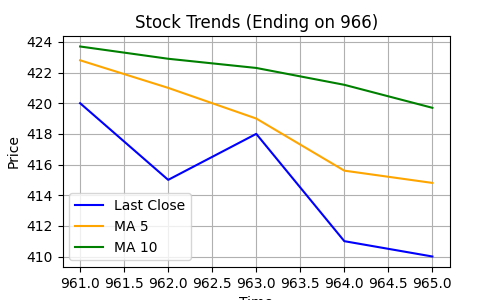 Stock Trends (Ending on 966)
Price
424
422
420
418
416
414
412
410
Last Close
MA 5
MA 10
961.0 961.5 962.0 962.5 963.0 963.5 964.0 964.5 965.0
Time